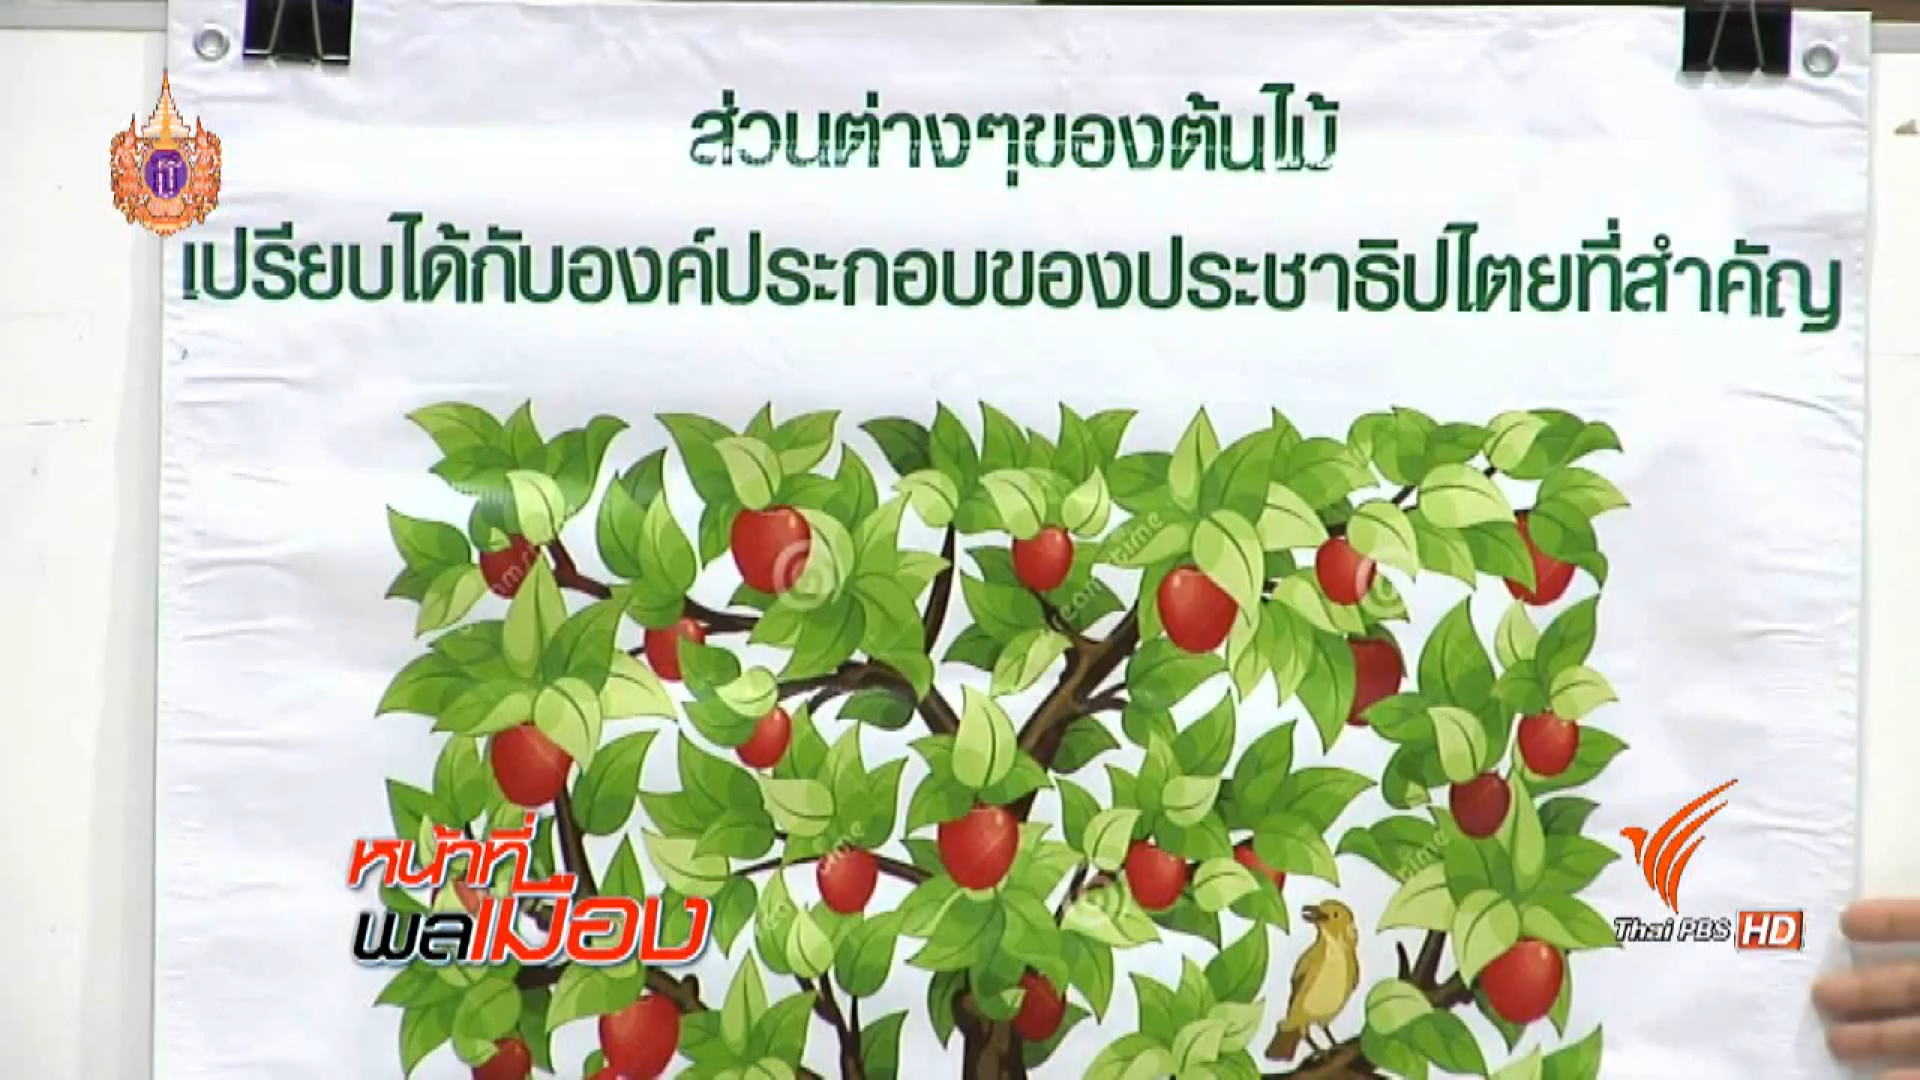 ส่วนต่างๆของต้นไม้
เปรียบได้กับองค์ประกอบของประชาธิปไตยที่สำคัญ
หน้าที่
พลเมือง
Thai PBS HD